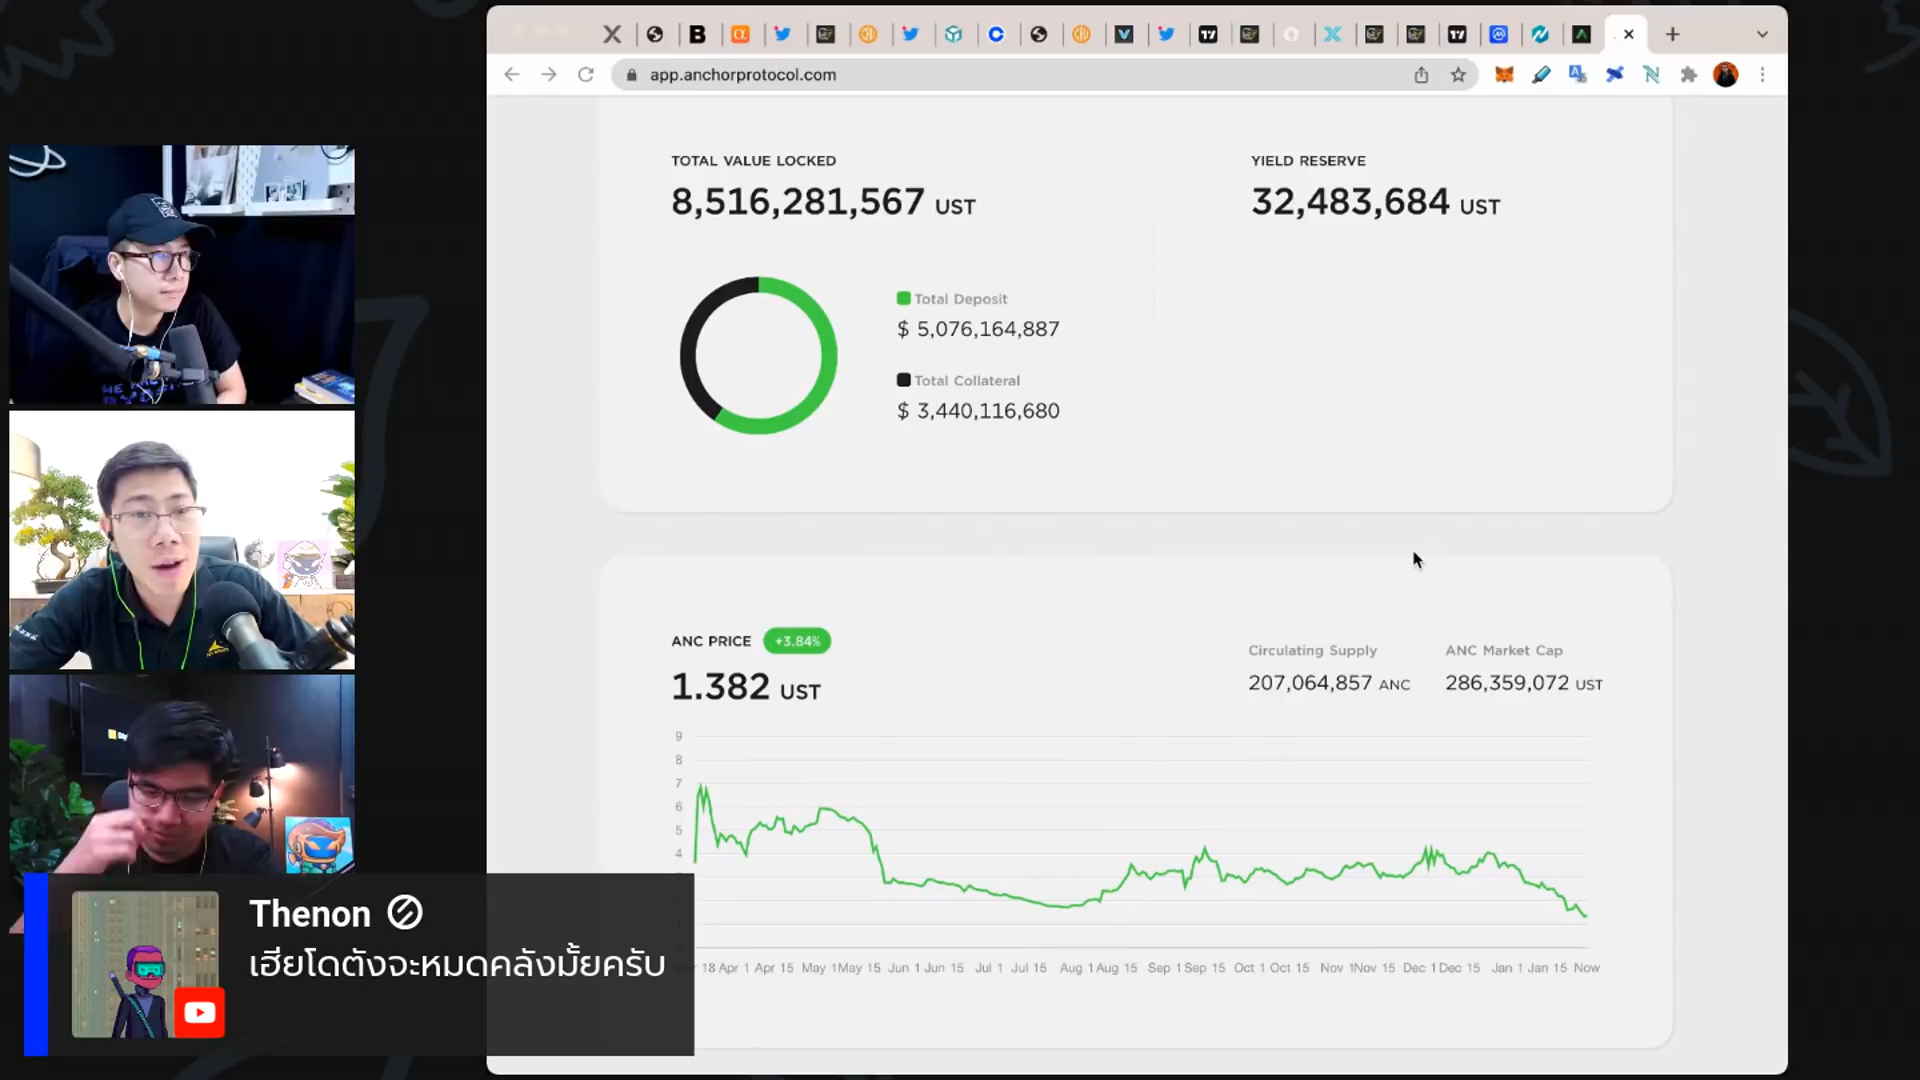 app.anchorprotocol.com
TOTAL VALUE LOCKED
8,516,281,567 UST
YIELD RESERVE
32,483,684 UST
Total Deposit
$ 5,076,164,887
Total Collateral
$ 3,440,116,680
ANC PRICE +3.84%
1.382 UST
Circulating Supply
207,064,857 ANC
ANC Market Cap
286,359,072 UST
9
8
7
6
5
4
18 Apr 1 Apr 15 May 1 May 15 Jun 1 Jun 15 Jul 1 Jul 15 Aug 1 Aug 15 Sep 1 Sep 15 Oct 1 Oct 15 Nov 1 Nov 15 Dec 1 Dec 15 Jan 1 Jan 15 Now
Thenon
เฮียโดตังจะหมดคลังมั้ยครับ